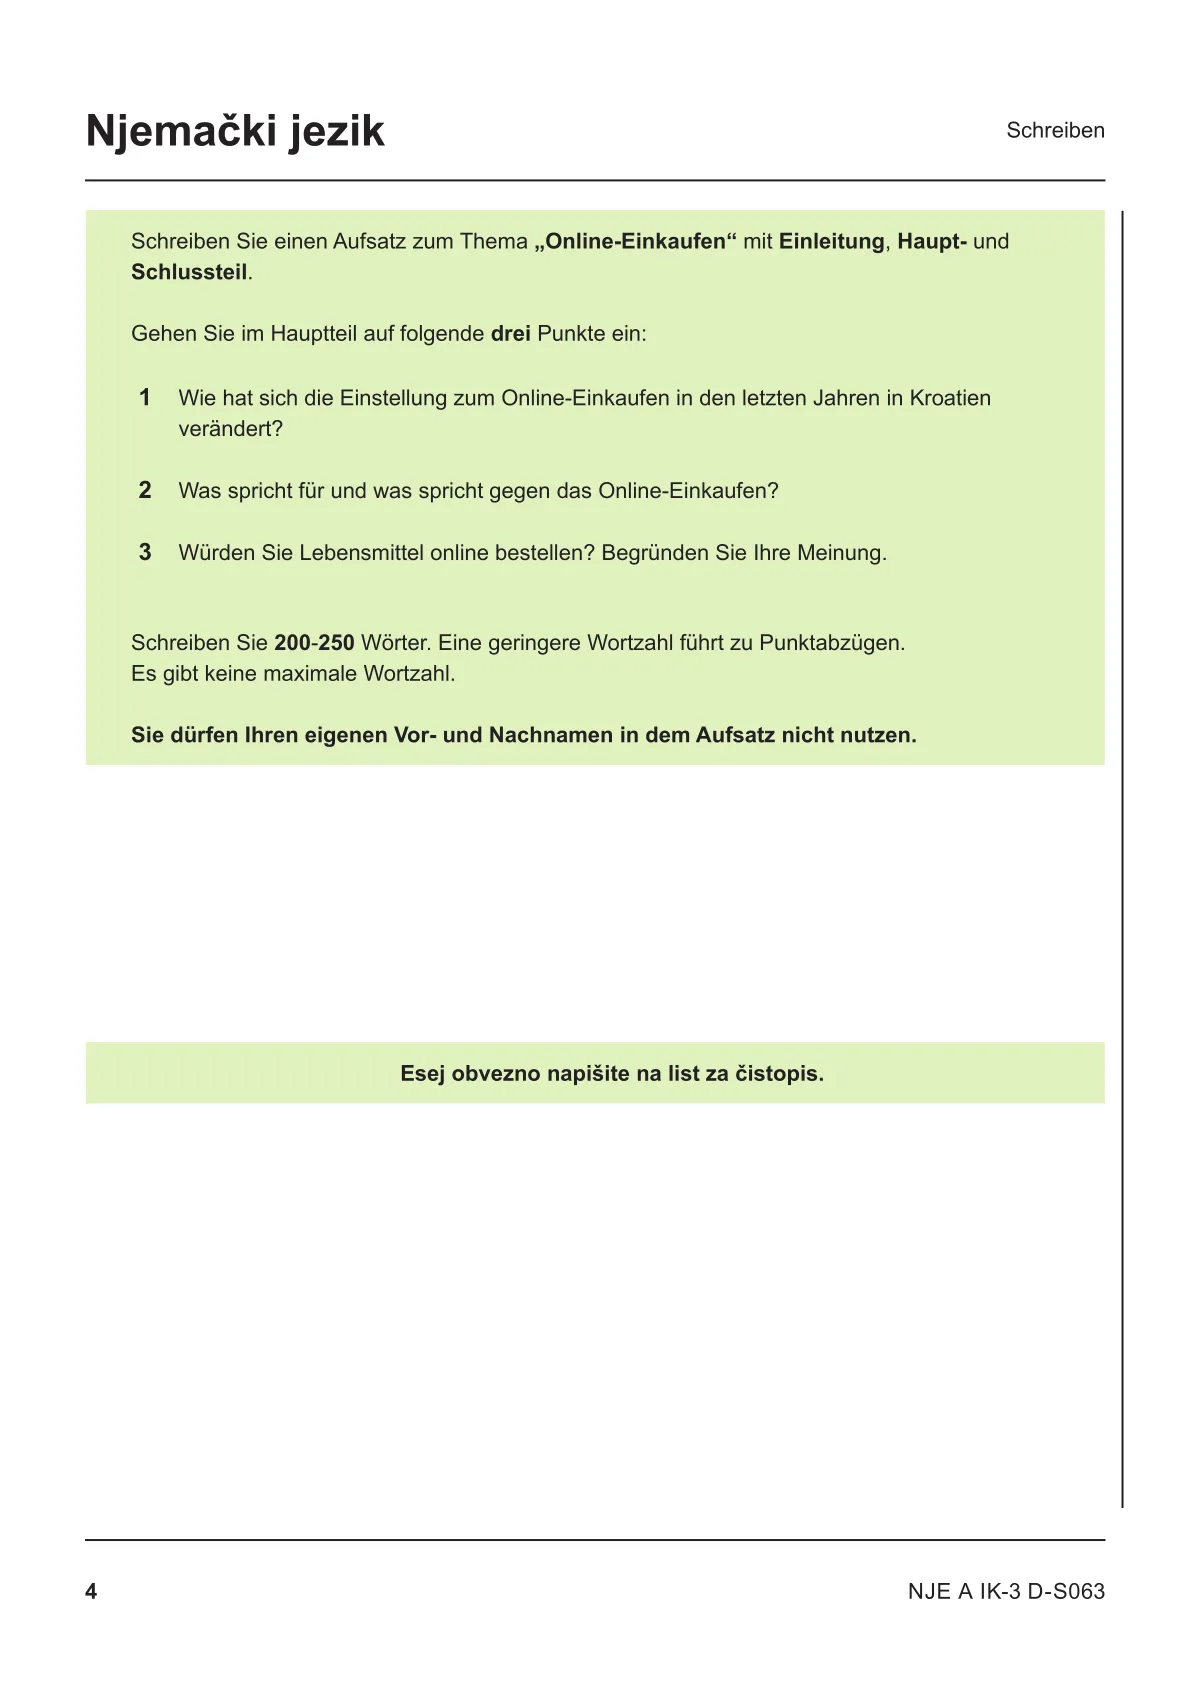 Njemački jezik
Schreiben
Schreiben Sie einen Aufsatz zum Thema „Online-Einkaufen“ mit Einleitung, Haupt- und
Schlussteil.
Gehen Sie im Hauptteil auf folgende drei Punkte ein:
1 Wie hat sich die Einstellung zum Online-Einkaufen in den letzten Jahren in Kroatien
verändert?
2 Was spricht für und was spricht gegen das Online-Einkaufen?
3 Würden Sie Lebensmittel online bestellen? Begründen Sie Ihre Meinung.
Schreiben Sie 200-250 Wörter. Eine geringere Wortzahl führt zu Punktabzügen.
Es gibt keine maximale Wortzahl.
Sie dürfen Ihren eigenen Vor- und Nachnamen in dem Aufsatz nicht nutzen.
Esej obvezno napišite na list za čistopis.
4
NJE A IK-3 D-S063